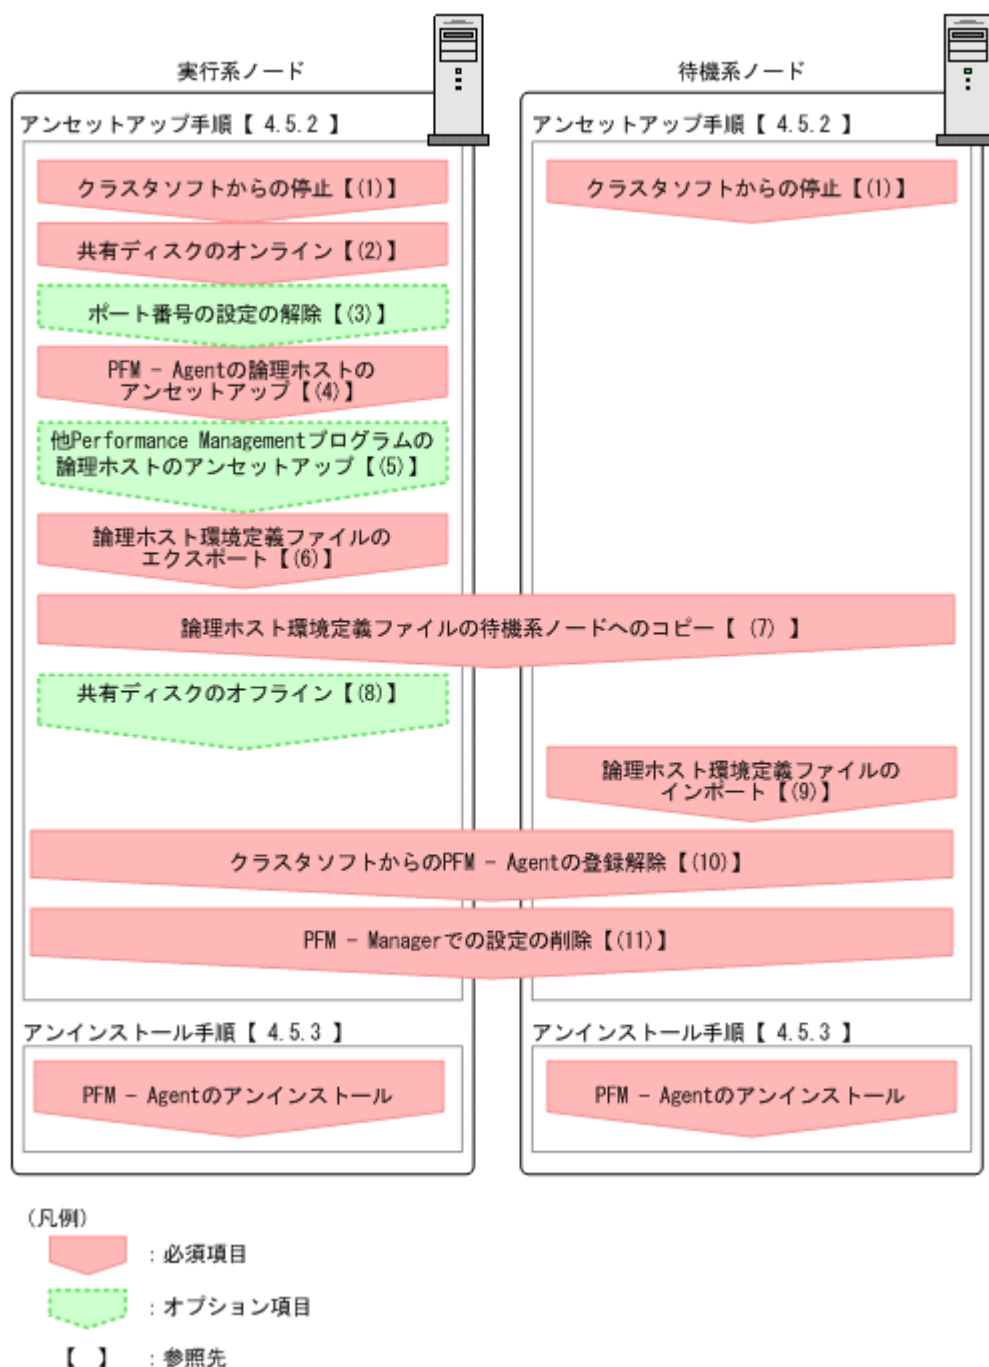 実行系ノード
待機系ノード
アンセットアップ手順【 4.5.2 】
アンセットアップ手順【 4.5.2 】
クラスタソフトからの停止【(1)】
クラスタソフトからの停止【(1)】
共有ディスクのオンライン【(2)】
ポート番号の設定の解除【(3)】
PFM − Agentの論理ホストの
アンセットアップ【(4)】
他Performance Managementプログラムの
論理ホストのアンセットアップ【(5)】
論理ホスト環境定義ファイルの
エクスポート【(6)】
論理ホスト環境定義ファイルの待機系ノードへのコピー【 (7) 】
共有ディスクのオフライン【(8)】
論理ホスト環境定義ファイルの
インポート【(9)】
クラスタソフトからのPFM − Agentの登録解除【(10)】
PFM − Managerでの設定の削除【(11)】
アンインストール手順【 4.5.3 】
アンインストール手順【 4.5.3 】
PFM − Agentのアンインストール
PFM − Agentのアンインストール
(凡例)
：必須項目
：オプション項目
【 】 ：参照先